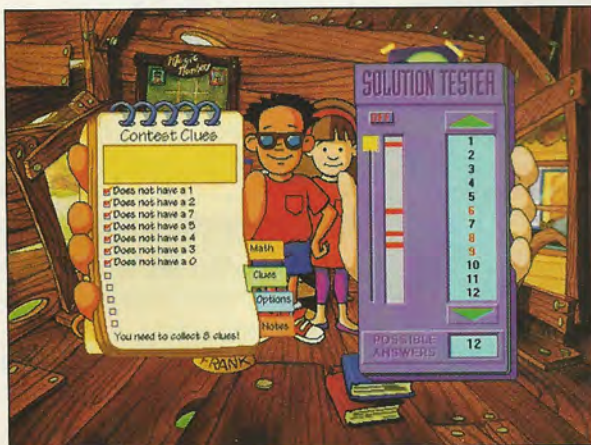 Magic Number
Contest Clues
Does not have a 1
Does not have a 2
Does not have a 7
Does not have a 5
Does not have a 4
Does not have a 3
Does not have a 0
You need to collect 8 clues!
Math
Clues
Options
Notes
FRANK
SOLUTION TESTER
OFF
1
2
3
4
5
6
7
8
9
10
11
12
POSSIBLE
ANSWERS
12